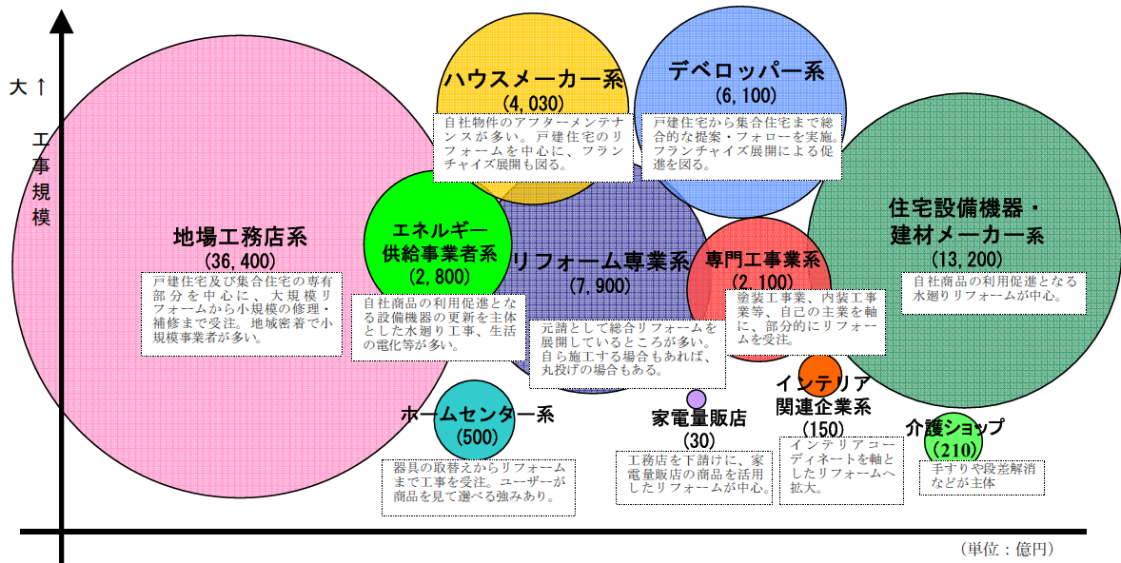 大 ↑
工事規模
ハウスメーカー系
(4,030)
自社物件のアフターメンテナ
ンスが多い。戸建住宅のリ
フォームを中心に、フラン
チャイズ展開も図る。
デベロッパー系
(6,100)
戸建住宅から集合住宅まで総
合的な提案・フォローを実施。
フランチャイズ展開による促
進を図る。
地場工務店系
(36,400)
戸建住宅及び集合住宅の専有
部分を中心に、大規模リ
フォームから小規模の修理・
補修まで受注。地域密着で小
規模事業者が多い。
エネルギー
供給事業者系
(2,800)
自社商品の利用促進とな
る設備機器の更新を主体
とした水廻り工事、生活
の電化等が多い。
リフォーム専業系
(7,900)
元請として総合リフォームを
展開しているところが多い。
自ら施工する場合もあれば、
丸投げの場合もある。
専門工事業系
(2,100)
塗装工事業、内装工事
業等、自己の主業を軸
に、部分的にリフォー
ムを受注。
住宅設備機器・
建材メーカー系
(13,200)
自社商品の利用促進となる
水廻りリフォームが中心。
ホームセンター系
(500)
器具の取替えからリフォーム
まで工事を受注。ユーザーが
商品を見て選べる強みあり。
家電量販店
(30)
工務店を下請けに、家
電量販店の商品を活用
したリフォームが中心。
インテリア
関連企業系
(150)
インテリアコー
ディネートを軸と
したリフォームへ
拡大。
介護ショップ
(210)
手すりや段差解消
などが主体
(単位:億円)